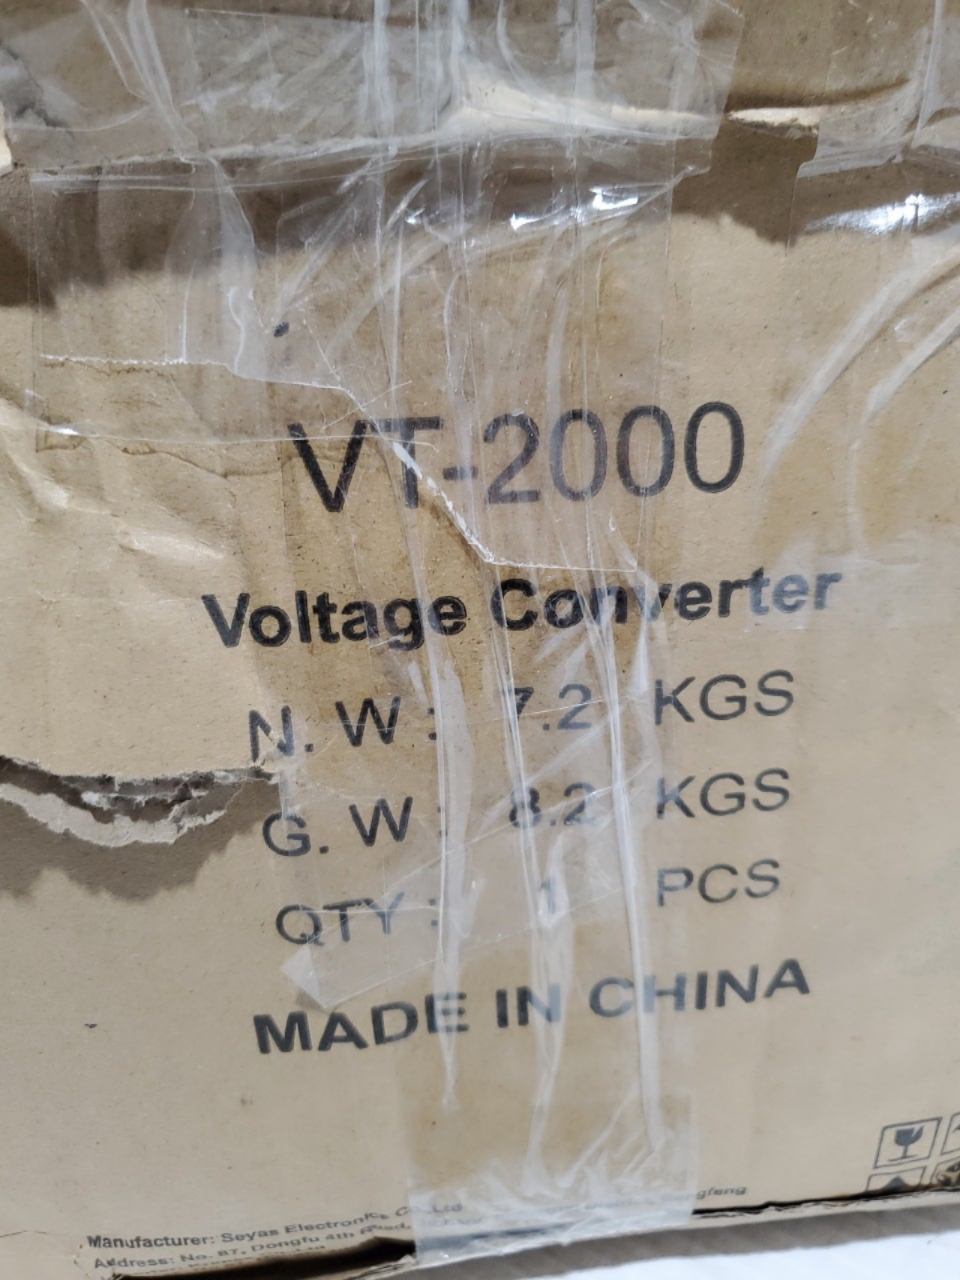 VT-2000
Voltage Converter
N. W : 7.2 KGS
G. W : 8.2 KGS
QTY : 1 PCS
MADE IN CHINA
Manufacturer: Soyas Electronics Co., Ltd
Address: No. 87, Dongfu 4th Road,